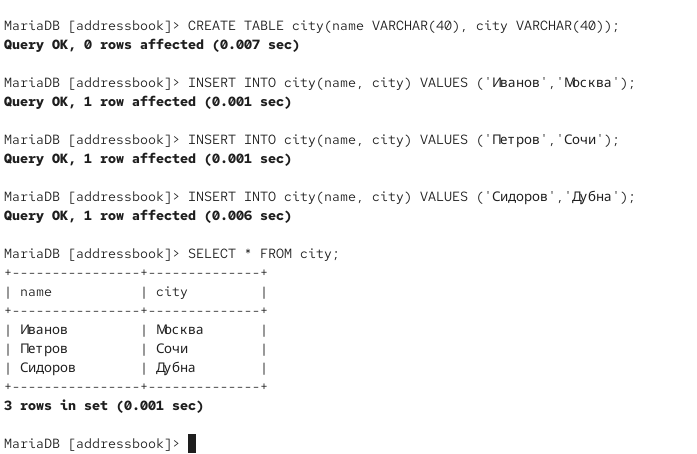 MariaDB [addressbook]> CREATE TABLE city(name VARCHAR(40), city VARCHAR(40));
Query OK, 0 rows affected (0.007 sec)
MariaDB [addressbook]> INSERT INTO city(name, city) VALUES ('Иванов','Москва');
Query OK, 1 row affected (0.001 sec)
MariaDB [addressbook]> INSERT INTO city(name, city) VALUES ('Петров','Сочи');
Query OK, 1 row affected (0.001 sec)
MariaDB [addressbook]> INSERT INTO city(name, city) VALUES ('Сидоров','Дубна');
Query OK, 1 row affected (0.006 sec)
MariaDB [addressbook]> SELECT * FROM city;
+----------------+--------------+
| name           | city         |
+----------------+--------------+
| Иванов         | Москва       |
| Петров         | Сочи         |
| Сидоров        | Дубна        |
+----------------+--------------+
3 rows in set (0.001 sec)
MariaDB [addressbook]>